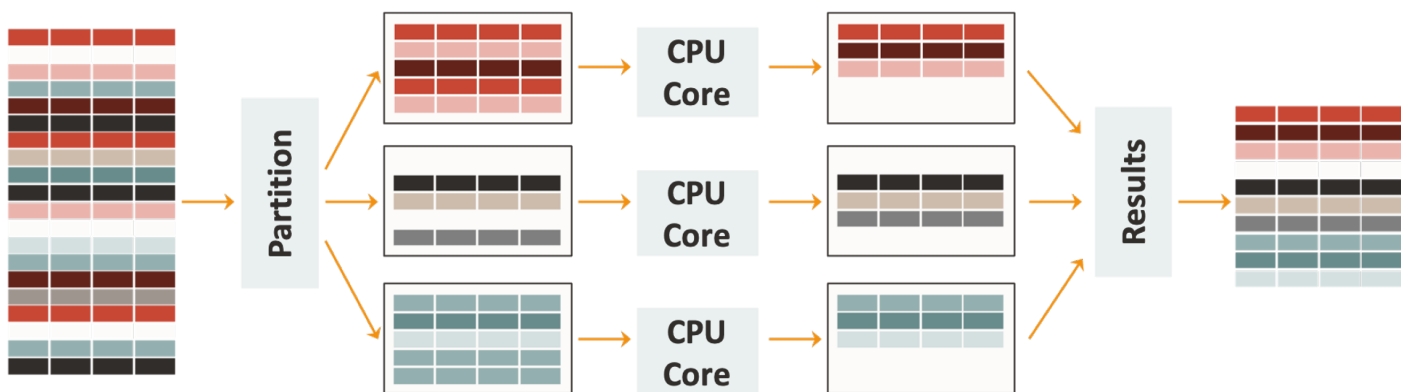 Partition
CPU
Core
CPU
Core
CPU
Core
Results